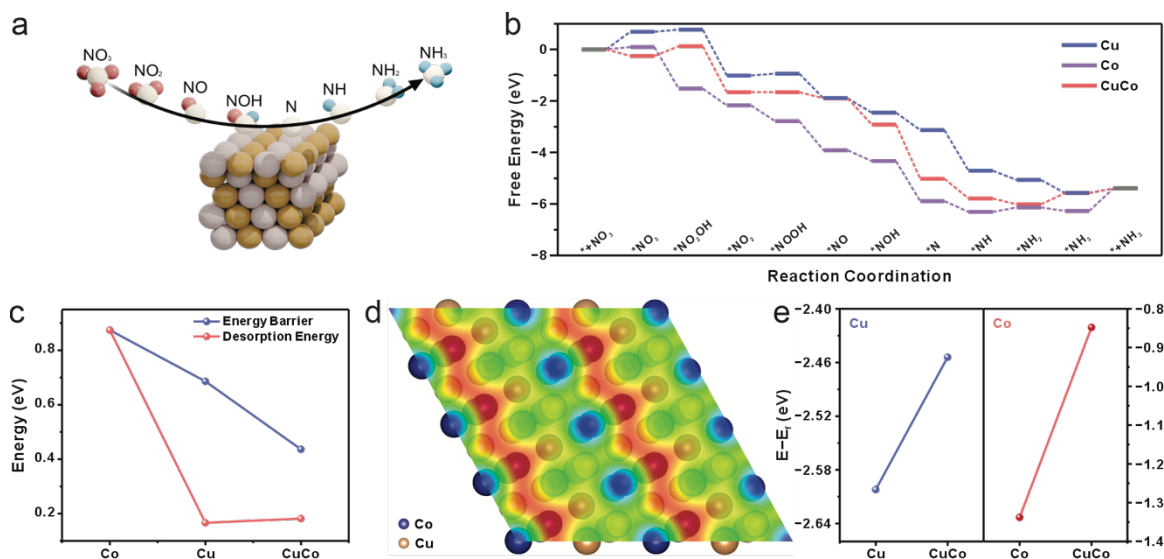 a
NO₃
NO₂
NO
NOH
N
NH
NH₂
NH₃
b
Free Energy (eV)
0
−2
−4
−6
−8
Cu
Co
CuCo
*+NO₃
*NO₃
*NO₂OH
*NO₂
*NOOH
*NO
*NOH
*N
*NH
*NH₂
*NH₃
*+NH₃
Reaction Coordination
c
Energy (eV)
0.8
0.6
0.4
0.2
Energy Barrier
Desorption Energy
Co
Cu
CuCo
d
Co
Cu
e
E−Ef (eV)
−2.40
−2.46
−2.52
−2.58
−2.64
Cu
Co
−0.8
−0.9
−1.0
−1.1
−1.2
−1.3
−1.4
Cu
CuCo
Co
CuCo